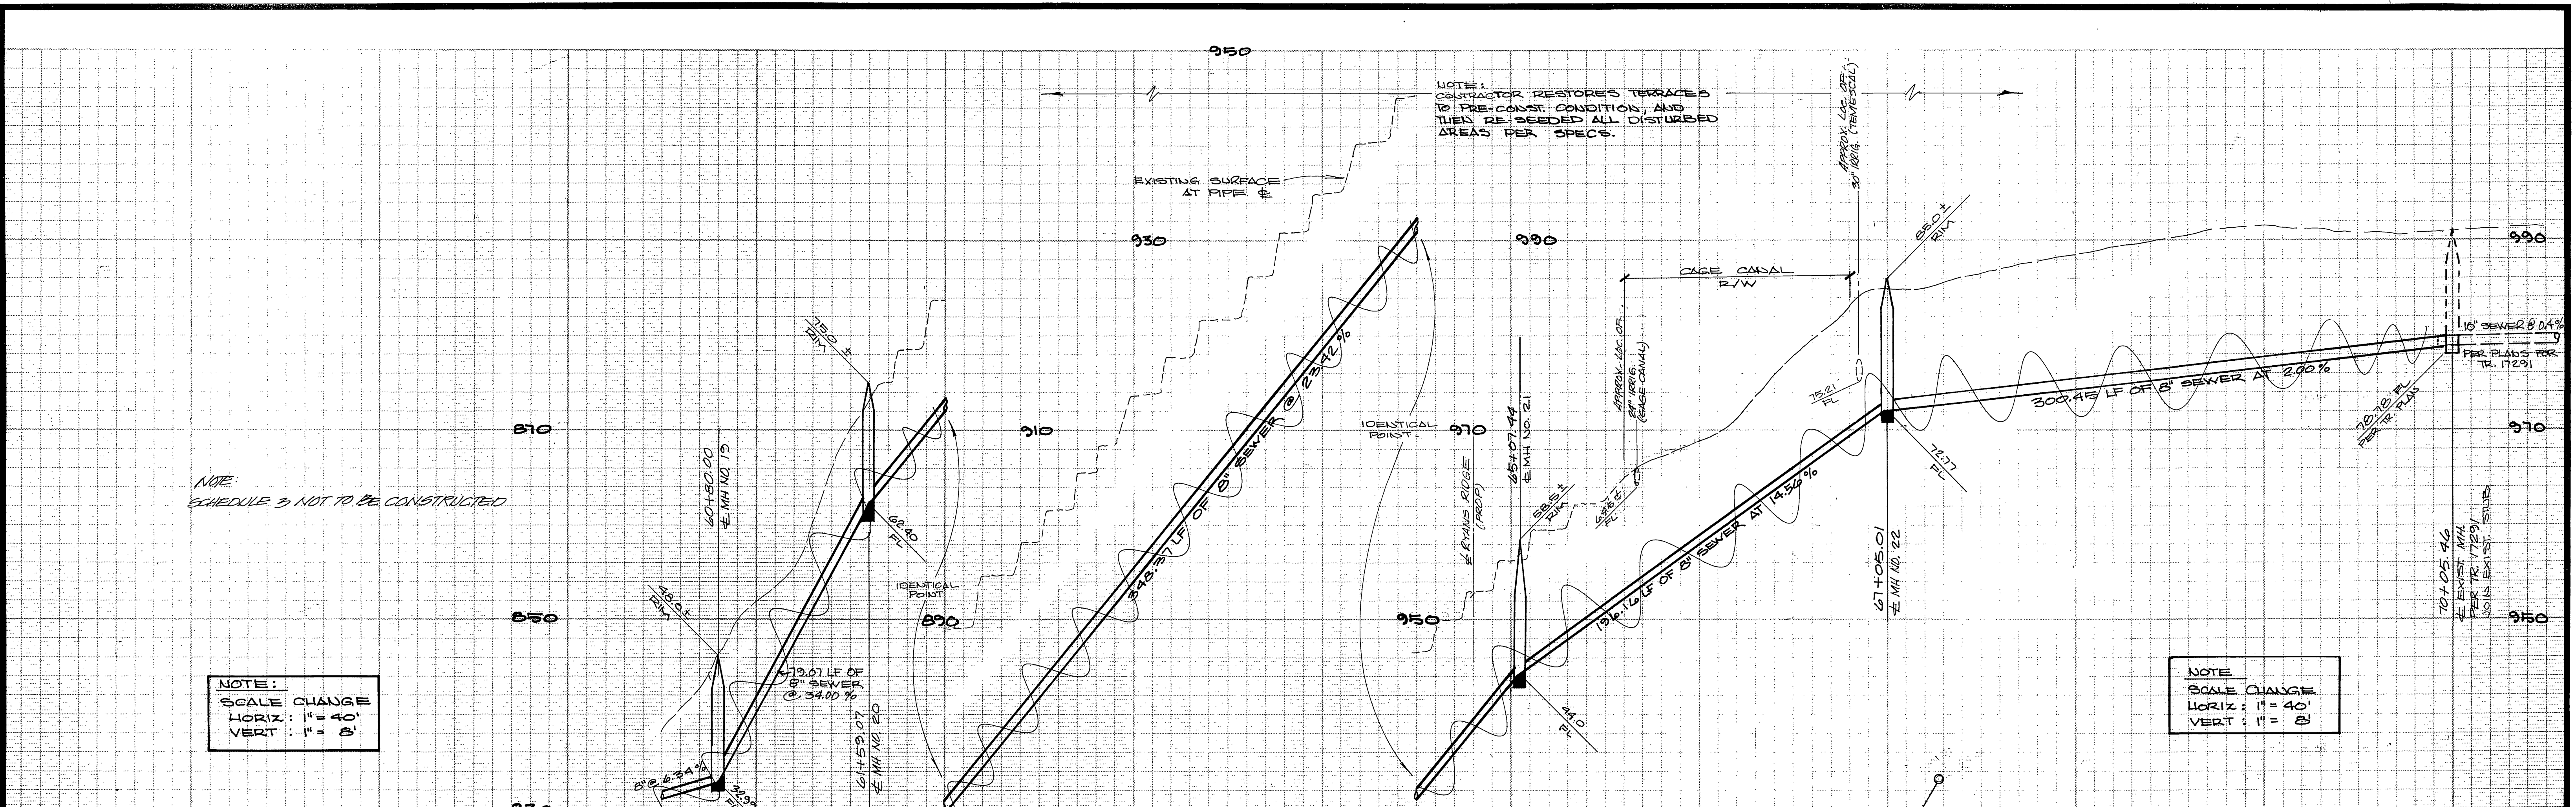 950
NOTE:
CONTRACTOR RESTORES TERRACES
TO PRE-CONST. CONDITION, AND
THEN RE-SEEDED ALL DISTURBED
AREAS PER SPECS.
APPROX. LOC. OF
30" IRRIG. (TEMESCAL)
EXISTING SURFACE
AT PIPE ℄
930
990
85.0 ±
RIM
990
GAGE CANAL
R/W
APPROX. LOC. OF
24" IRRIG.
(GAGE CANAL)
75.0 ±
RIM
10" SEWER @ 0.4%
PER PLANS FOR
TR. 17291
348.37 LF OF 8" SEWER @ 23.42 %
75.21
FL
300.45 LF OF 8" SEWER AT 2.00%
78.78 FL
PER TR. PLAN
870
910
IDENTICAL
POINT
970
970
60+80.00
℄ MH NO. 19
65+07.44
℄ MH NO. 21
℄ RYANS RIDGE
(PROP)
72.77
FL
NOTE:
SCHEDULE 3 NOT TO BE CONSTRUCTED
62.40
FL
58.5 ±
RIM
FL
196.16 LF OF 8" SEWER AT 14.56 %
67+05.01
℄ MH NO. 22
70+05.46
℄ EXIST. MH.
PER TR. 17291
JOIN EXIST. STUB
IDENTICAL
POINT
48.0 ±
RIM
850
890
950
950
79.07 LF OF
8" SEWER
@ 34.00 %
61+59.07
℄ MH NO. 20
44.0
FL
NOTE:
SCALE CHANGE
HORIZ: 1" = 40'
VERT : 1" = 8'
NOTE
SCALE CHANGE
HORIZ: 1" = 40'
VERT : 1" = 8'
8" @ 6.34%